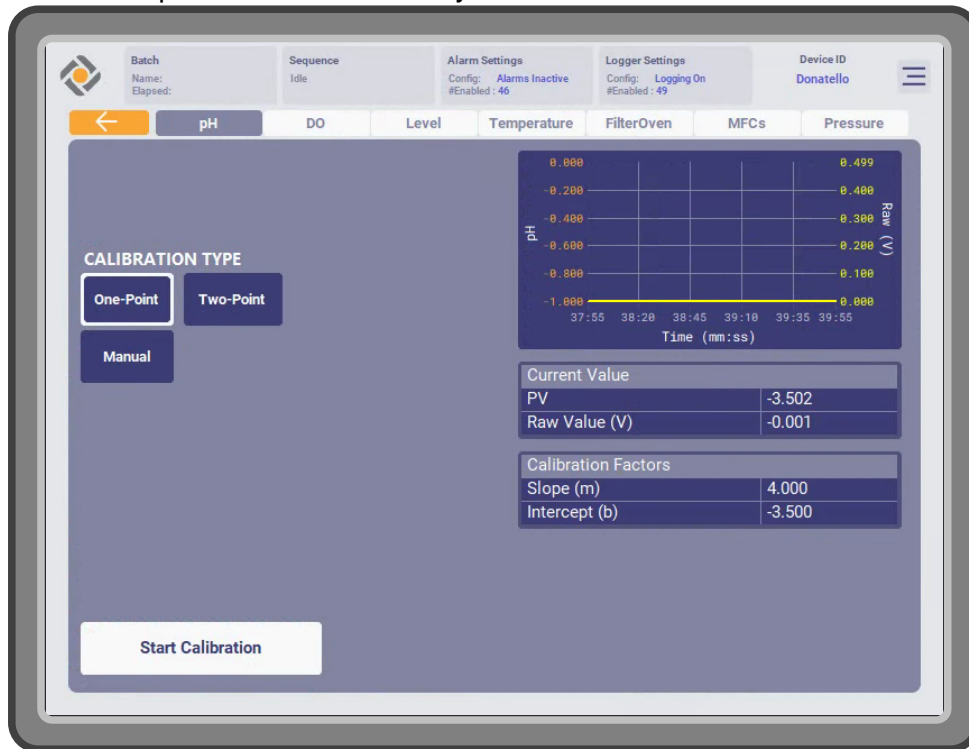 Batch
Name:
Elapsed:
Sequence
Idle
Alarm Settings
Config: Alarms Inactive
#Enabled : 46
Logger Settings
Config: Logging On
#Enabled : 49
Device ID
Donatello
pH DO Level Temperature FilterOven MFCs Pressure
CALIBRATION TYPE
One-Point Two-Point
Manual
Start Calibration
0.000 0.499
-0.200 0.400
-0.400 0.300
-0.600 0.200
-0.800 0.100
-1.000 0.000
pH
Raw (V)
37:55 38:20 38:45 39:10 39:35 39:55
Time (mm:ss)
Current Value
PV -3.502
Raw Value (V) -0.001
Calibration Factors
Slope (m) 4.000
Intercept (b) -3.500